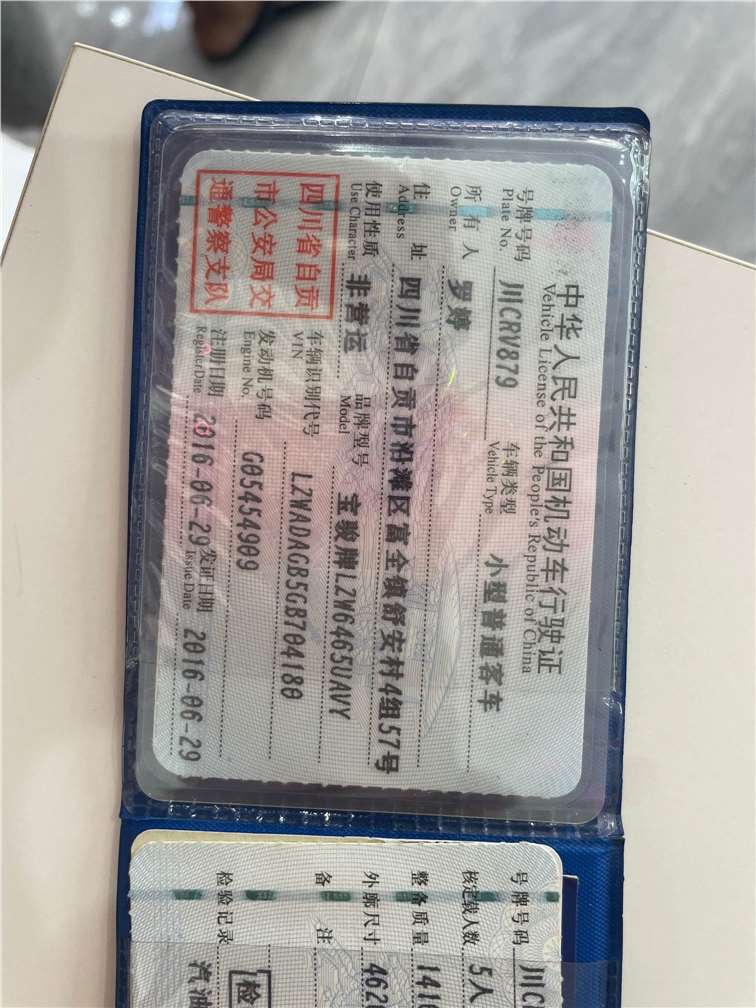 中华人民共和国机动车行驶证
Vehicle License of the People's Republic of China
号牌号码 川CRV879 车辆类型 小型普通客车
Plate No. Vehicle Type
所有人 罗婷
Owner
住址 四川省自贡市沿滩区富全镇舒安村4组57号
Address
使用性质 非营运 品牌型号 宝骏牌LZW6465UAVY
Use Character Model
四川省自贡
市公安局交
通警察支队
车辆识别代号 LZWADAGB5GB704180
VIN
发动机号码 G05454909
Engine No.
注册日期 2016-06-29 发证日期 2016-06-29
Register Date Issue Date
号牌号码 川C
核定载人数 5人
整备质量 141
外廓尺寸 462
备注
检验记录 检
汽油